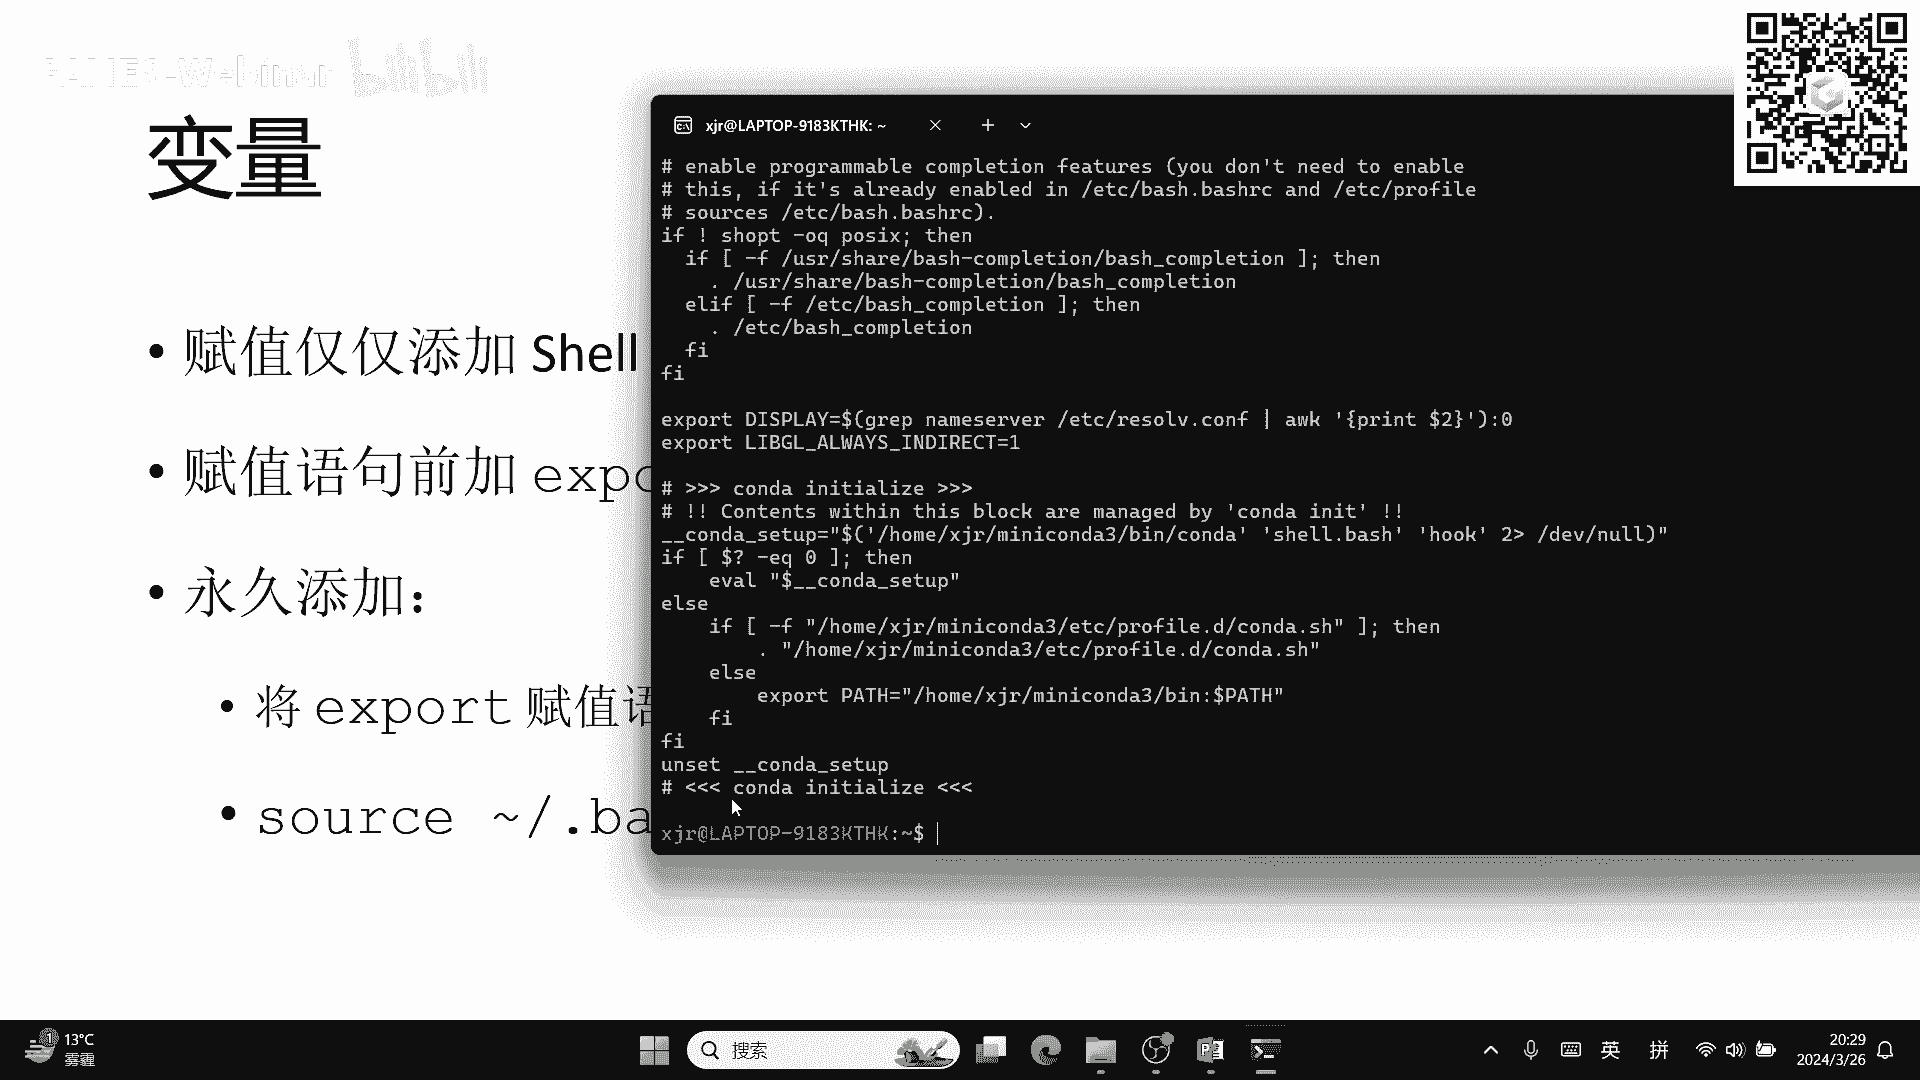 -Webinar bilibili
变量
• 赋值仅仅添加 Shell
• 赋值语句前加 expo
• 永久添加：
• 将 export 赋值语
• source ~/.ba
xjr@LAPTOP-9183KTHK: ~
# enable programmable completion features (you don't need to enable
# this, if it's already enabled in /etc/bash.bashrc and /etc/profile
# sources /etc/bash.bashrc).
if ! shopt -oq posix; then
  if [ -f /usr/share/bash-completion/bash_completion ]; then
    . /usr/share/bash-completion/bash_completion
  elif [ -f /etc/bash_completion ]; then
    . /etc/bash_completion
  fi
fi
export DISPLAY=$(grep nameserver /etc/resolv.conf | awk '{print $2}'):0
export LIBGL_ALWAYS_INDIRECT=1
# >>> conda initialize >>>
# !! Contents within this block are managed by 'conda init' !!
__conda_setup="$('/home/xjr/miniconda3/bin/conda' 'shell.bash' 'hook' 2> /dev/null)"
if [ $? -eq 0 ]; then
    eval "$__conda_setup"
else
    if [ -f "/home/xjr/miniconda3/etc/profile.d/conda.sh" ]; then
        . "/home/xjr/miniconda3/etc/profile.d/conda.sh"
    else
        export PATH="/home/xjr/miniconda3/bin:$PATH"
    fi
fi
unset __conda_setup
# <<< conda initialize <<<
xjr@LAPTOP-9183KTHK:~$
1
13°C
雾霾
搜索
英
拼
20:29
2024/3/26